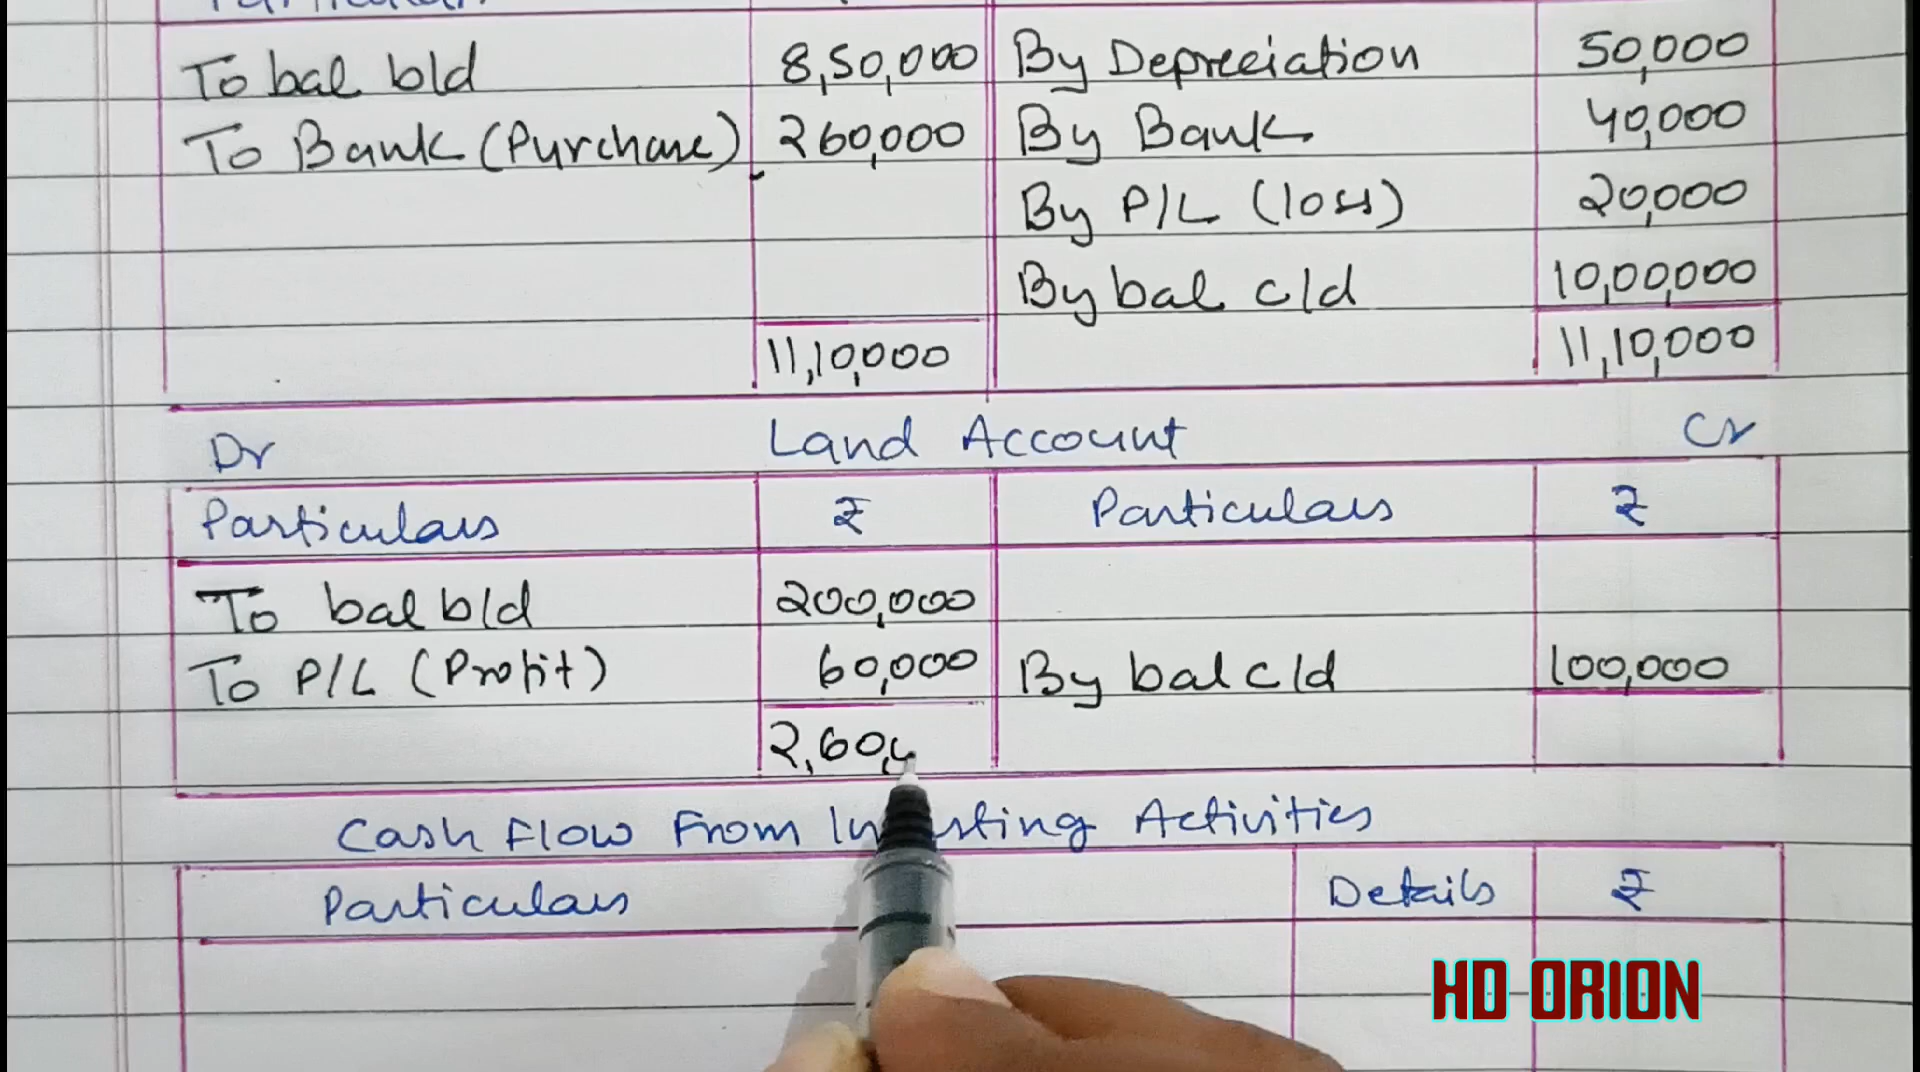 To bal b/d 8,50,000 By Depreciation 50,000
To Bank (Purchase) 260,000 By Bank 40,000
By P/L (loss) 20,000
By bal c/d 10,00,000
11,10,000 11,10,000
Dr Land Account Cr
Particulars ₹ Particulars ₹
To bal b/d 200,000
To P/L (Profit) 60,000 By bal c/d 100,000
2,60,
Cash Flow From Investing Activities
Particulars Details ₹
HD ORION